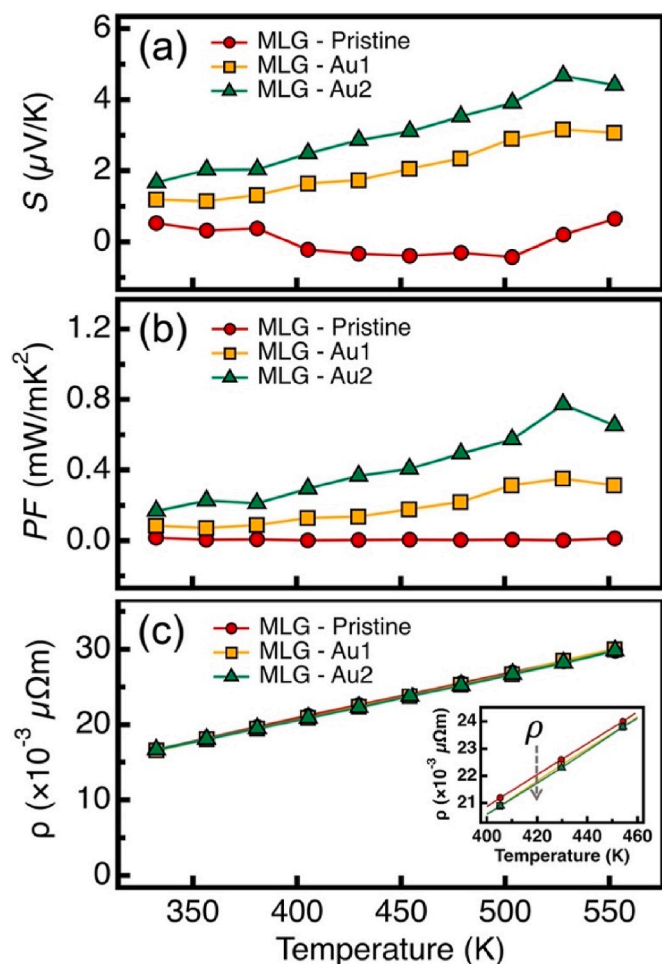 (a)
MLG - Pristine
MLG - Au1
MLG - Au2
S (μV/K)
6
4
2
0
(b)
MLG - Pristine
MLG - Au1
MLG - Au2
PF (mW/mK²)
1.2
0.8
0.4
0.0
(c)
MLG - Pristine
MLG - Au1
MLG - Au2
ρ (×10⁻³ μΩm)
30
20
10
0
ρ
ρ (×10⁻³ μΩm)
24
23
22
21
400 420 440 460
Temperature (K)
350 400 450 500 550
Temperature (K)